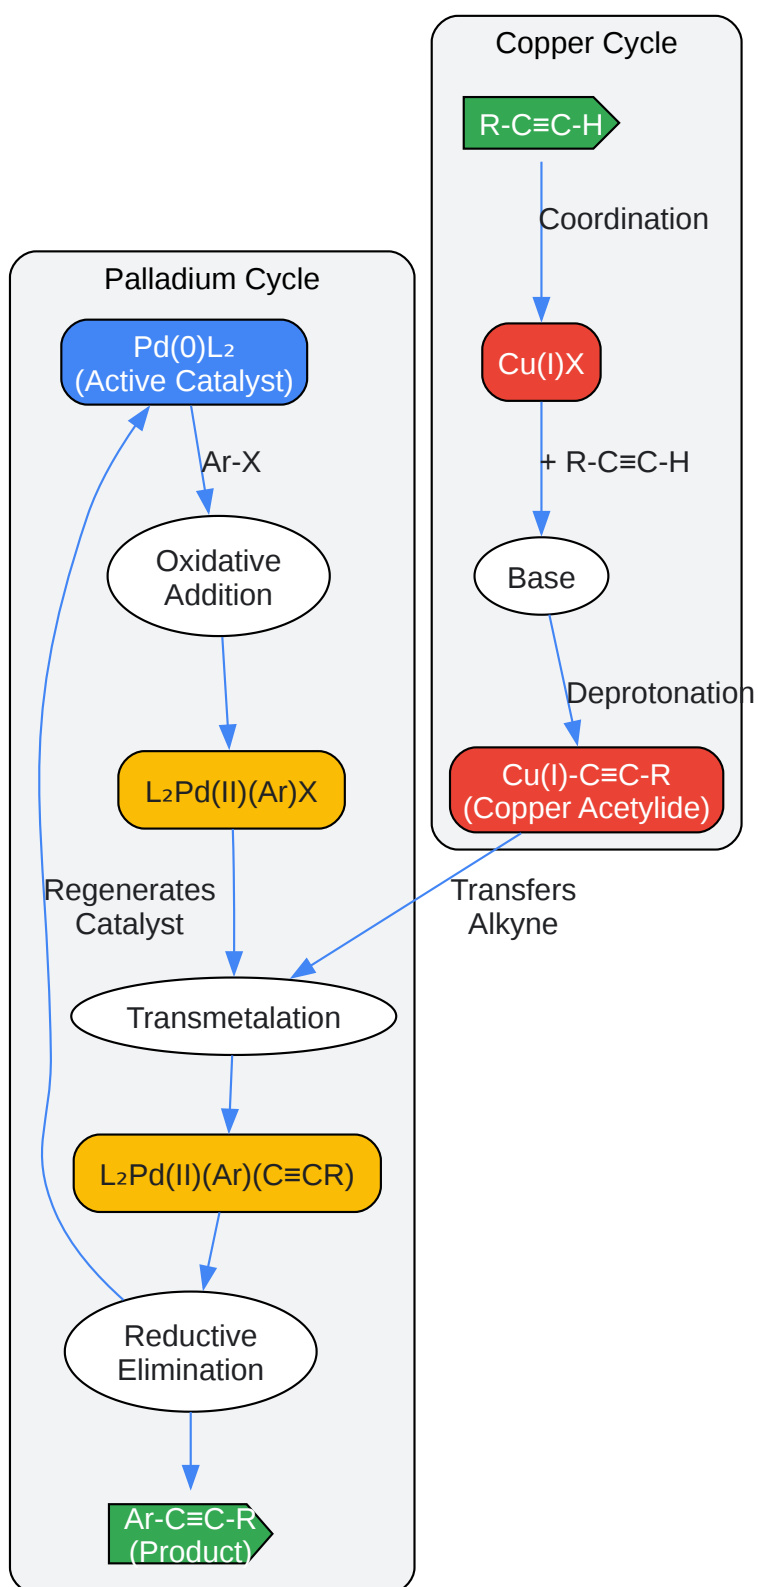 Copper Cycle
R-C≡C-H
Coordination
Cu(I)X
+ R-C≡C-H
Base
Deprotonation
Cu(I)-C≡C-R
(Copper Acetylide)
Transfers
Alkyne
Palladium Cycle
Pd(0)L₂
(Active Catalyst)
Ar-X
Oxidative
Addition
L₂Pd(II)(Ar)X
Regenerates
Catalyst
Transmetalation
L₂Pd(II)(Ar)(C≡CR)
Reductive
Elimination
Ar-C≡C-R
(Product)